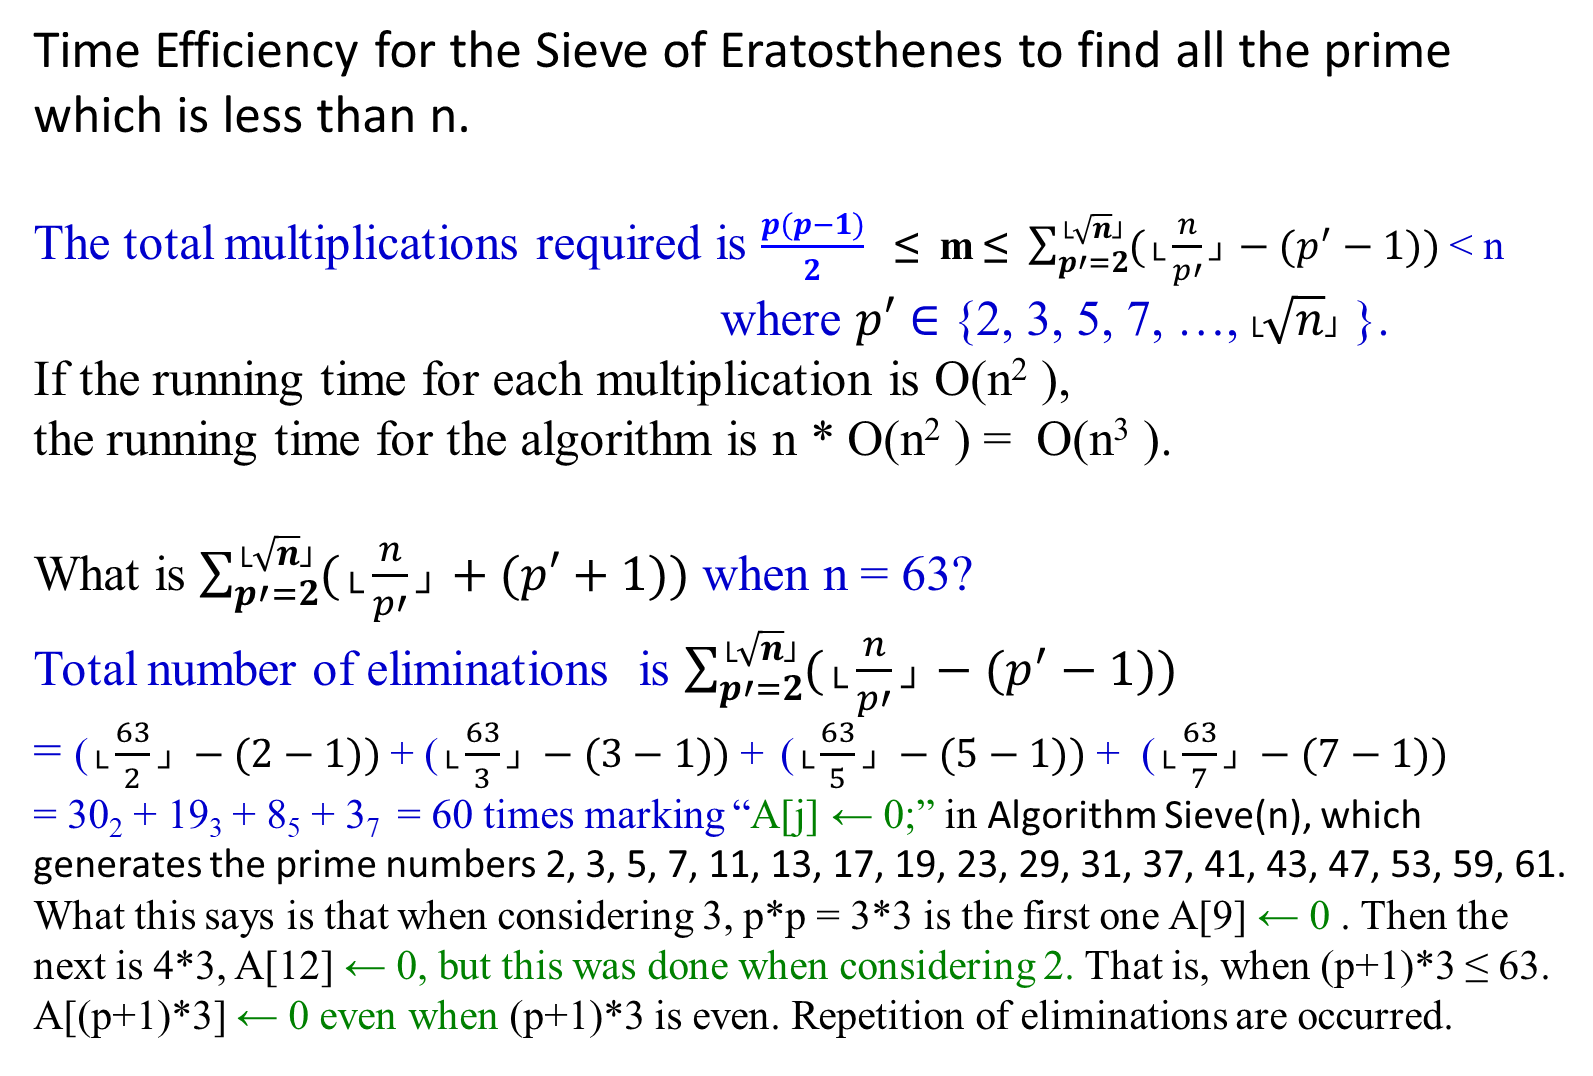 Time Efficiency for the Sieve of Eratosthenes to find all the prime
which is less than n.
The total multiplications required is p(p−1)/2 ≤ m ≤ ∑_{p′=2}^{⌊√n⌋}(⌊n/p′⌋ − (p′ − 1)) < n
where p′ ∈ {2, 3, 5, 7, …, ⌊√n⌋ }.
If the running time for each multiplication is O(n² ),
the running time for the algorithm is n * O(n² ) = O(n³ ).
What is ∑_{p′=2}^{⌊√n⌋}(⌊n/p′⌋ + (p′ + 1)) when n = 63?
Total number of eliminations is ∑_{p′=2}^{⌊√n⌋}(⌊n/p′⌋ − (p′ − 1))
= (⌊63/2⌋ − (2 − 1)) + (⌊63/3⌋ − (3 − 1)) + (⌊63/5⌋ − (5 − 1)) + (⌊63/7⌋ − (7 − 1))
= 30₂ + 19₃ + 8₅ + 3₇ = 60 times marking “A[j] ← 0;” in Algorithm Sieve(n), which
generates the prime numbers 2, 3, 5, 7, 11, 13, 17, 19, 23, 29, 31, 37, 41, 43, 47, 53, 59, 61.
What this says is that when considering 3, p*p = 3*3 is the first one A[9] ← 0 . Then the
next is 4*3, A[12] ← 0, but this was done when considering 2. That is, when (p+1)*3 ≤ 63.
A[(p+1)*3] ← 0 even when (p+1)*3 is even. Repetition of eliminations are occurred.